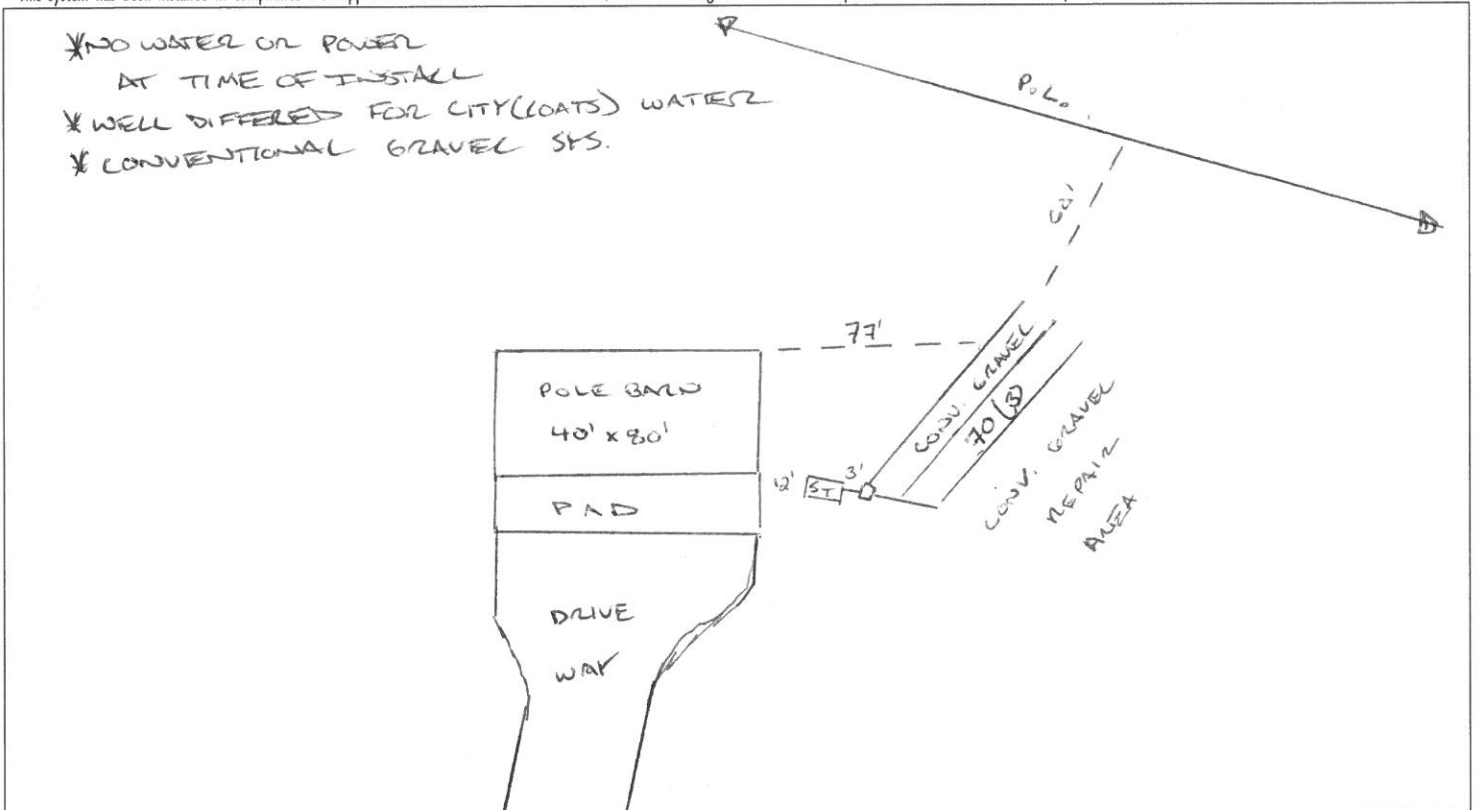 *NO WATER OR POWER
AT TIME OF INSTALL
* WELL DIFFERED FOR CITY (COATS) WATER
* CONVENTIONAL GRAVEL SYS.
P.L.
60'
77'
CONV. GRAVEL
70 (3)
CONV. GRAVEL
REPAIR
AREA
POLE BARN
40' x 80'
12'
ST
3'
PAD
DRIVE
WAY